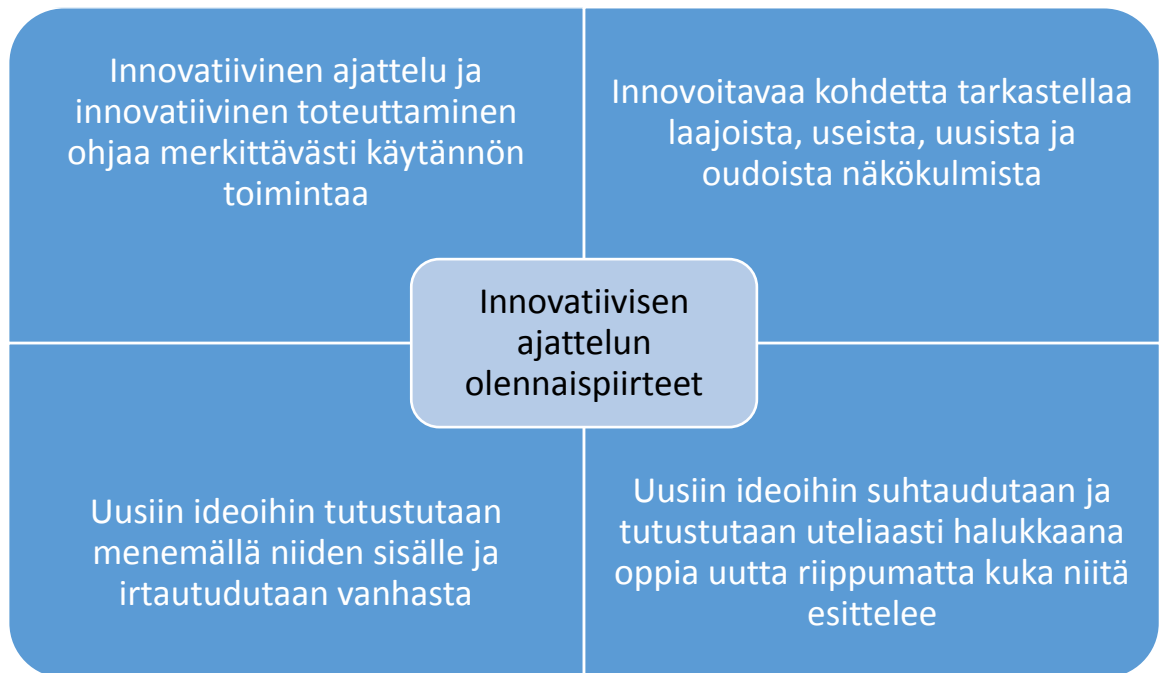 Innovatiivinen ajattelu ja
innovatiivinen toteuttaminen
ohjaa merkittävästi käytännön
toimintaa
Innovoitavaa kohdetta tarkastellaa
laajoista, useista, uusista ja
oudoista näkökulmista
Innovatiivisen
ajattelun
olennaispiirteet
Uusiin ideoihin tutustutaan
menemällä niiden sisälle ja
irtautudutaan vanhasta
Uusiin ideoihin suhtaudutaan ja
tutustutaan uteliaasti halukkaana
oppia uutta riippumatta kuka niitä
esittelee